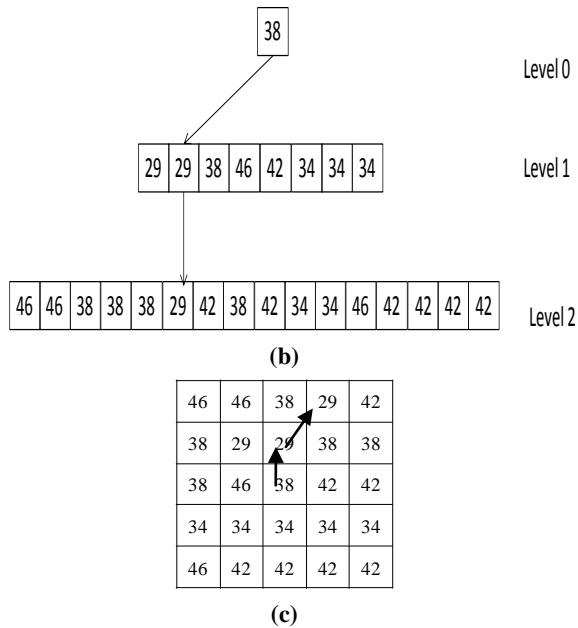 38
Level 0
29 29 38 46 42 34 34 34
Level 1
46 46 38 38 38 29 42 38 42 34 34 46 42 42 42 42
Level 2
(b)
46 46 38 29 42
38 29 29 38 38
38 46 38 42 42
34 34 34 34 34
46 42 42 42 42
(c)